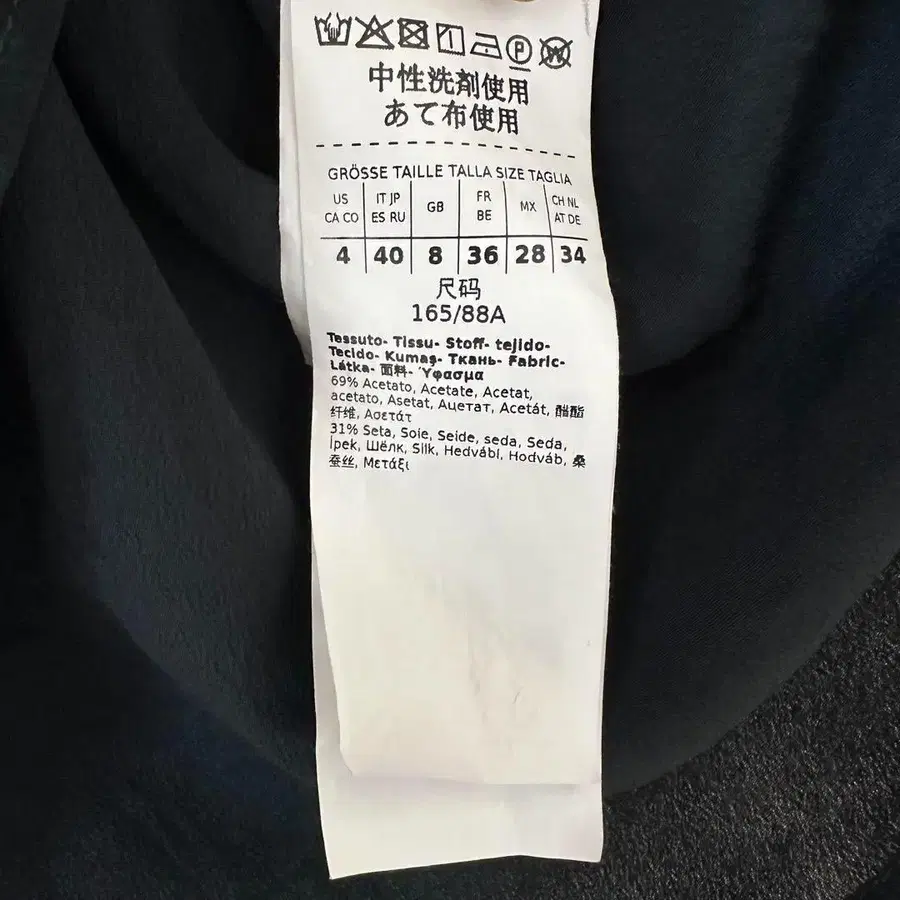 中性洗剤使用
あて布使用
GRÖSSE TAILLE TALLA SIZE TAGLIA
US CA CO IT JP ES RU GB FR BE MX CH NL AT DE
4 40 8 36 28 34
尺码
165/88A
Tessuto- Tissu- Stoff- tejido-
Tecido- Kumaş- Ткань- Fabric-
Látka- 面料- Ύφασμα
69% Acetato, Acetate, Acetat,
acetato, Asetat, Ацетат, Acetát, 醋酯
纤维, Ασετάτ
31% Seta, Soie, Seide, seda, Seda,
İpek, Шёлк, Silk, Hedvábí, Hodváb, 桑
蚕丝, Μετάξι